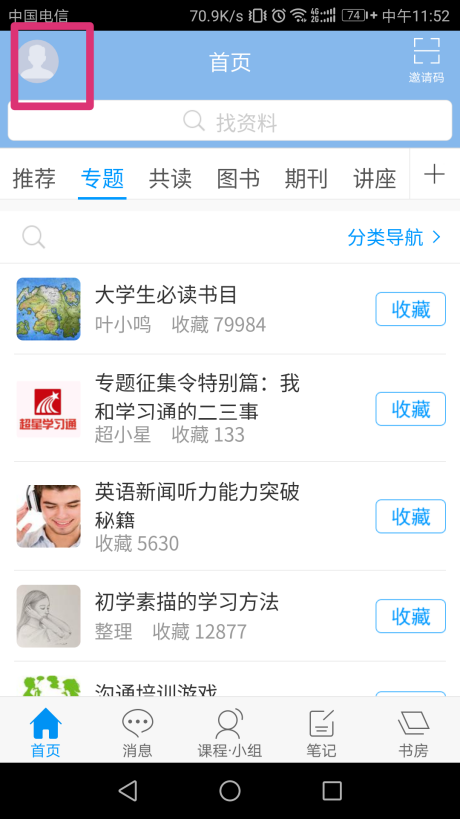 中国电信 70.9K/s 4G 2G 74 中午11:52
首页
邀请码
找资料
推荐 专题 共读 图书 期刊 讲座
分类导航
大学生必读书目
叶小鸣 收藏 79984
收藏
专题征集令特别篇：我
和学习通的二三事
超小星 收藏 133
收藏
超星学习通
英语新闻听力能力突破
秘籍
收藏 5630
收藏
初学素描的学习方法
整理 收藏 12877
收藏
沟通培训游戏
首页 消息 课程·小组 笔记 书房